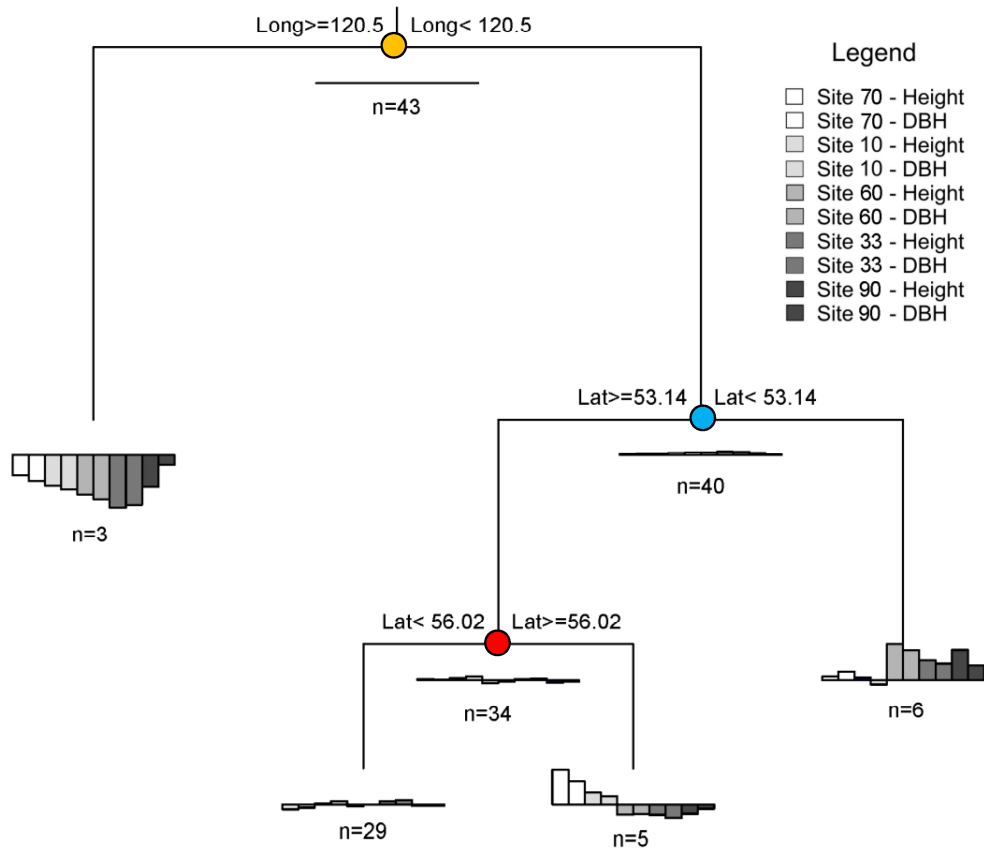 Long>=120.5 Long< 120.5
n=43
Legend
Site 70 - Height
Site 70 - DBH
Site 10 - Height
Site 10 - DBH
Site 60 - Height
Site 60 - DBH
Site 33 - Height
Site 33 - DBH
Site 90 - Height
Site 90 - DBH
Lat>=53.14 Lat< 53.14
n=40
n=3
Lat< 56.02 Lat>=56.02
n=34
n=6
n=29
n=5